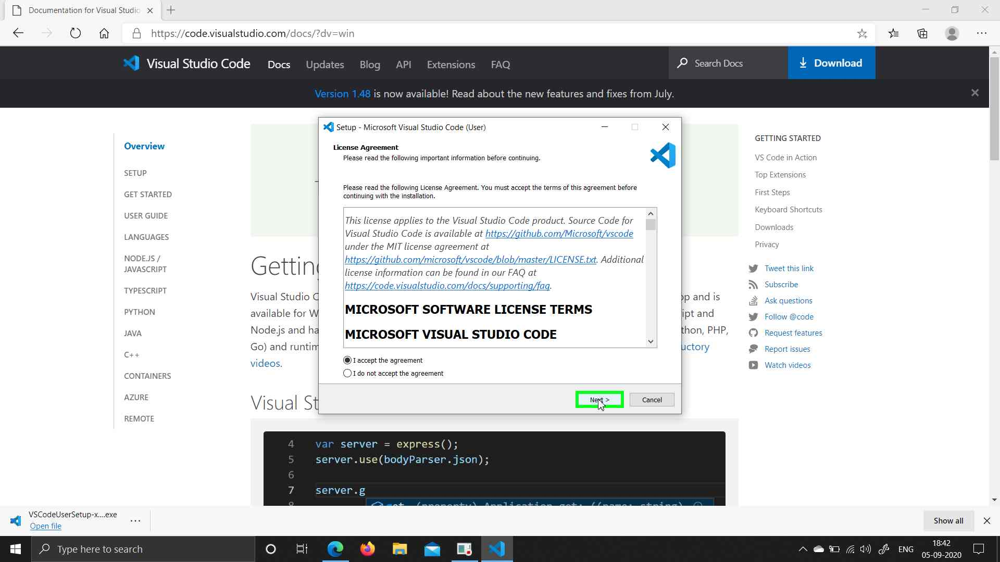 Documentation for Visual Studio
https://code.visualstudio.com/docs/?dv=win
Visual Studio Code
Docs
Updates
Blog
API
Extensions
FAQ
Search Docs
Download
Version 1.48 is now available! Read about the new features and fixes from July.
Overview
SETUP
GET STARTED
USER GUIDE
LANGUAGES
NODE.JS /
JAVASCRIPT
TYPESCRIPT
PYTHON
JAVA
C++
CONTAINERS
AZURE
REMOTE
Getting
Visual Studio C
available for W
Node.js and ha
Go) and runtim
videos.
Visual St
op and is
ipt and
thon, PHP,
uctory
Setup - Microsoft Visual Studio Code (User)
License Agreement
Please read the following important information before continuing.
Please read the following License Agreement. You must accept the terms of this agreement before
continuing with the installation.
This license applies to the Visual Studio Code product. Source Code for
Visual Studio Code is available at https://github.com/Microsoft/vscode
under the MIT license agreement at
https://github.com/microsoft/vscode/blob/master/LICENSE.txt. Additional
license information can be found in our FAQ at
https://code.visualstudio.com/docs/supporting/faq.
MICROSOFT SOFTWARE LICENSE TERMS
MICROSOFT VISUAL STUDIO CODE
I accept the agreement
I do not accept the agreement
Next >
Cancel
GETTING STARTED
VS Code in Action
Top Extensions
First Steps
Keyboard Shortcuts
Downloads
Privacy
Tweet this link
Subscribe
Ask questions
Follow @code
Request features
Report issues
Watch videos
4 var server = express();
5 server.use(bodyParser.json);
6
7 server.g
8 get (property) Application.get: ((name: string)
VSCodeUserSetup-x....exe
Open file
Show all
Type here to search
ENG
18:42
05-09-2020